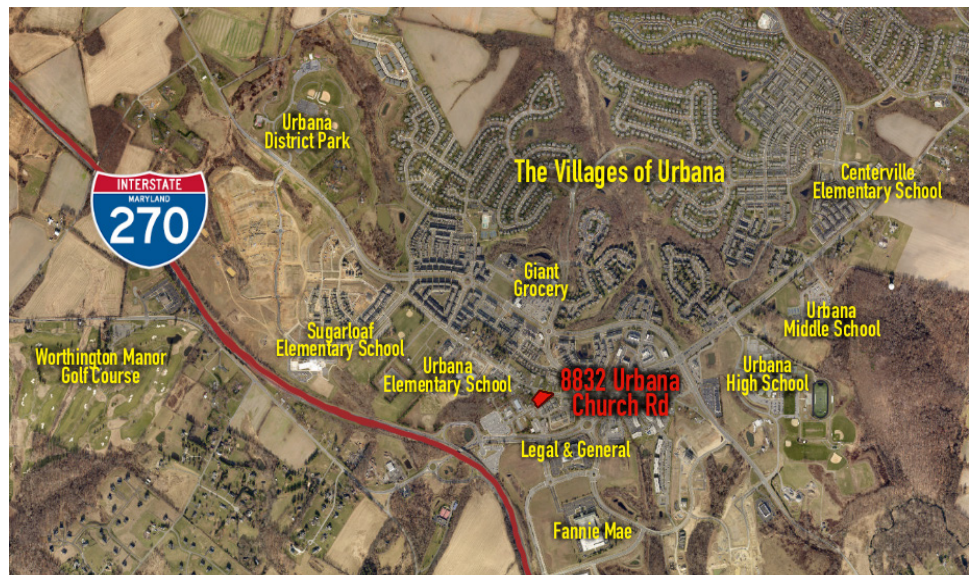 Urbana
District Park
The Villages of Urbana
Centerville
Elementary School
INTERSTATE
MARYLAND
270
Giant
Grocery
Urbana
Middle School
Sugarloaf
Elementary School
Worthington Manor
Golf Course
Urbana
Elementary School
8832 Urbana
Church Rd
Urbana
High School
Legal & General
Fannie Mae